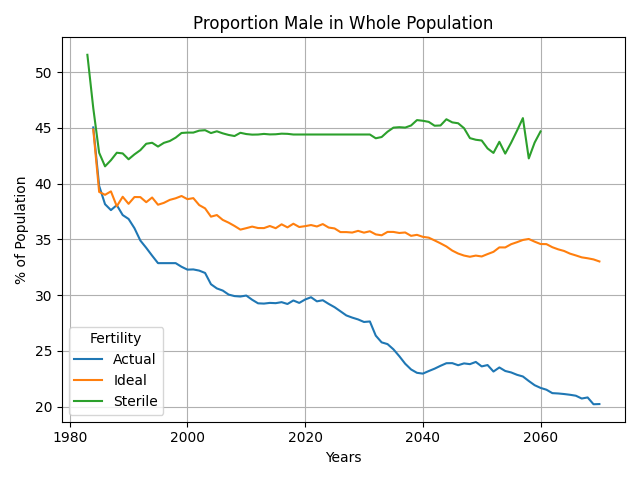 Proportion Male in Whole Population
% of Population
50
45
40
35
30
25
20
Fertility
Actual
Ideal
Sterile
1980 2000 2020 2040 2060
Years